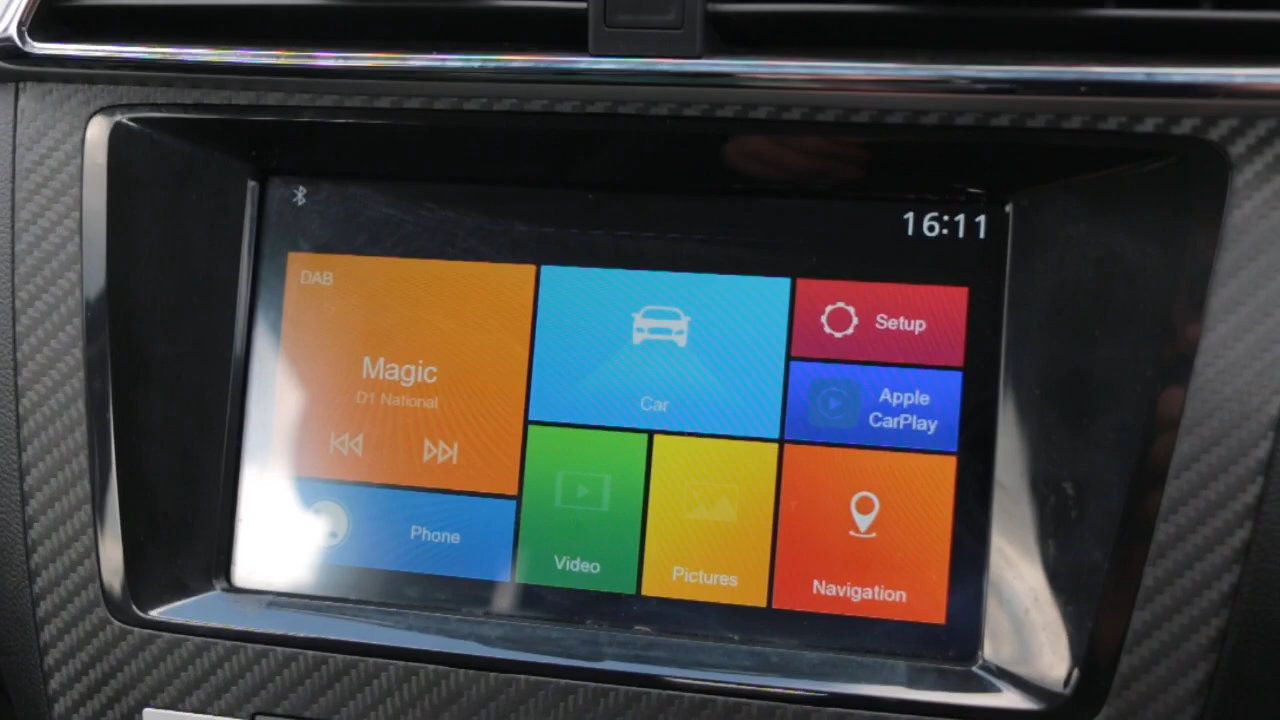 16:11
DAB
Magic
D1 National
Phone
Car
Video
Pictures
Setup
Apple
CarPlay
Navigation